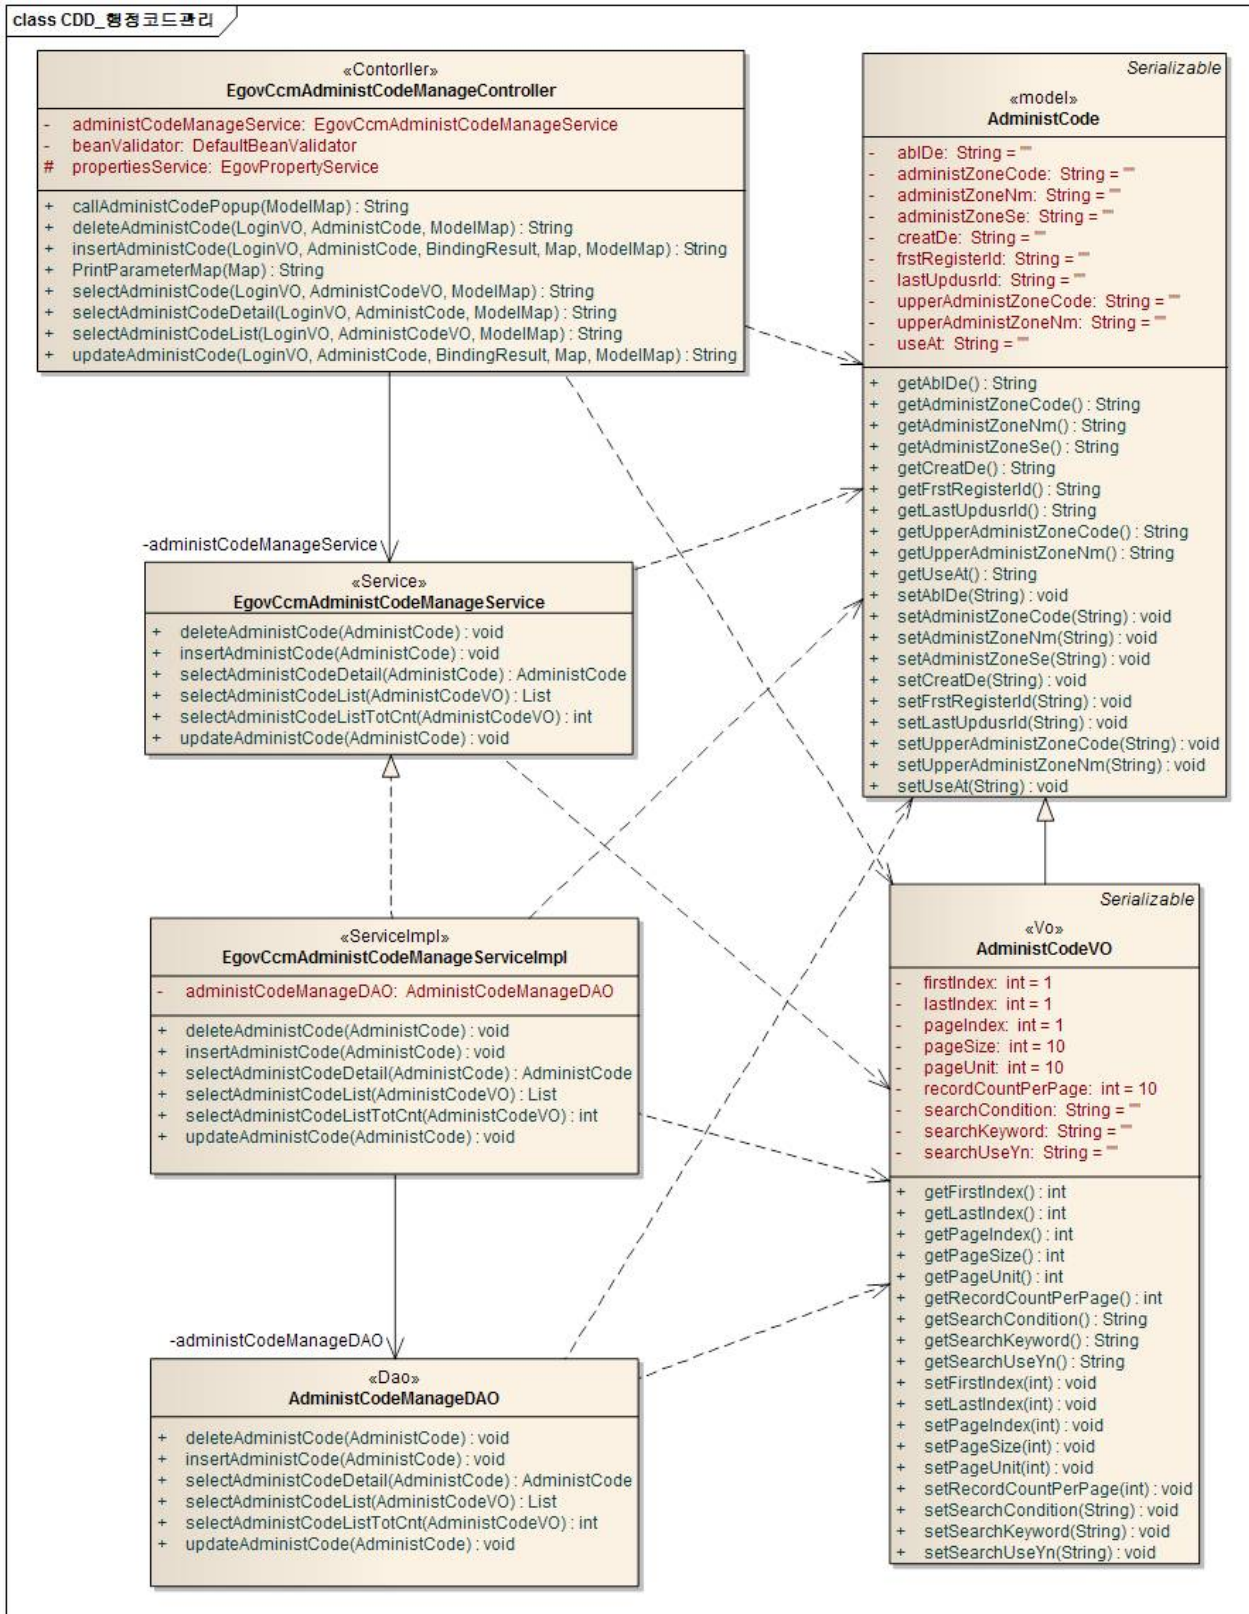 class CDD_행정코드관리
«Contorller»
EgovCcmAdministCodeManageController
- administCodeManageService: EgovCcmAdministCodeManageService
- beanValidator: DefaultBeanValidator
# propertiesService: EgovPropertyService
+ callAdministCodePopup(ModelMap) : String
+ deleteAdministCode(LoginVO, AdministCode, ModelMap) : String
+ insertAdministCode(LoginVO, AdministCode, BindingResult, Map, ModelMap) : String
+ PrintParameterMap(Map) : String
+ selectAdministCode(LoginVO, AdministCodeVO, ModelMap) : String
+ selectAdministCodeDetail(LoginVO, AdministCode, ModelMap) : String
+ selectAdministCodeList(LoginVO, AdministCodeVO, ModelMap) : String
+ updateAdministCode(LoginVO, AdministCode, BindingResult, Map, ModelMap) : String
Serializable
«model»
AdministCode
- ablDe: String = ""
- administZoneCode: String = ""
- administZoneNm: String = ""
- administZoneSe: String = ""
- creatDe: String = ""
- frstRegisterId: String = ""
- lastUpdusrId: String = ""
- upperAdministZoneCode: String = ""
- upperAdministZoneNm: String = ""
- useAt: String = ""
+ getAblDe() : String
+ getAdministZoneCode() : String
+ getAdministZoneNm() : String
+ getAdministZoneSe() : String
+ getCreatDe() : String
+ getFrstRegisterId() : String
+ getLastUpdusrId() : String
+ getUpperAdministZoneCode() : String
+ getUpperAdministZoneNm() : String
+ getUseAt() : String
+ setAblDe(String) : void
+ setAdministZoneCode(String) : void
+ setAdministZoneNm(String) : void
+ setAdministZoneSe(String) : void
+ setCreatDe(String) : void
+ setFrstRegisterId(String) : void
+ setLastUpdusrId(String) : void
+ setUpperAdministZoneCode(String) : void
+ setUpperAdministZoneNm(String) : void
+ setUseAt(String) : void
-administCodeManageService
«Service»
EgovCcmAdministCodeManageService
+ deleteAdministCode(AdministCode) : void
+ insertAdministCode(AdministCode) : void
+ selectAdministCodeDetail(AdministCode) : AdministCode
+ selectAdministCodeList(AdministCodeVO) : List
+ selectAdministCodeListTotCnt(AdministCodeVO) : int
+ updateAdministCode(AdministCode) : void
«ServiceImpl»
EgovCcmAdministCodeManageServiceImpl
- administCodeManageDAO: AdministCodeManageDAO
+ deleteAdministCode(AdministCode) : void
+ insertAdministCode(AdministCode) : void
+ selectAdministCodeDetail(AdministCode) : AdministCode
+ selectAdministCodeList(AdministCodeVO) : List
+ selectAdministCodeListTotCnt(AdministCodeVO) : int
+ updateAdministCode(AdministCode) : void
Serializable
«Vo»
AdministCodeVO
- firstIndex: int = 1
- lastIndex: int = 1
- pageIndex: int = 1
- pageSize: int = 10
- pageUnit: int = 10
- recordCountPerPage: int = 10
- searchCondition: String = ""
- searchKeyword: String = ""
- searchUseYn: String = ""
+ getFirstIndex() : int
+ getLastIndex() : int
+ getPageIndex() : int
+ getPageSize() : int
+ getPageUnit() : int
+ getRecordCountPerPage() : int
+ getSearchCondition() : String
+ getSearchKeyword() : String
+ getSearchUseYn() : String
+ setFirstIndex(int) : void
+ setLastIndex(int) : void
+ setPageIndex(int) : void
+ setPageSize(int) : void
+ setPageUnit(int) : void
+ setRecordCountPerPage(int) : void
+ setSearchCondition(String) : void
+ setSearchKeyword(String) : void
+ setSearchUseYn(String) : void
-administCodeManageDAO
«Dao»
AdministCodeManageDAO
+ deleteAdministCode(AdministCode) : void
+ insertAdministCode(AdministCode) : void
+ selectAdministCodeDetail(AdministCode) : AdministCode
+ selectAdministCodeList(AdministCodeVO) : List
+ selectAdministCodeListTotCnt(AdministCodeVO) : int
+ updateAdministCode(AdministCode) : void